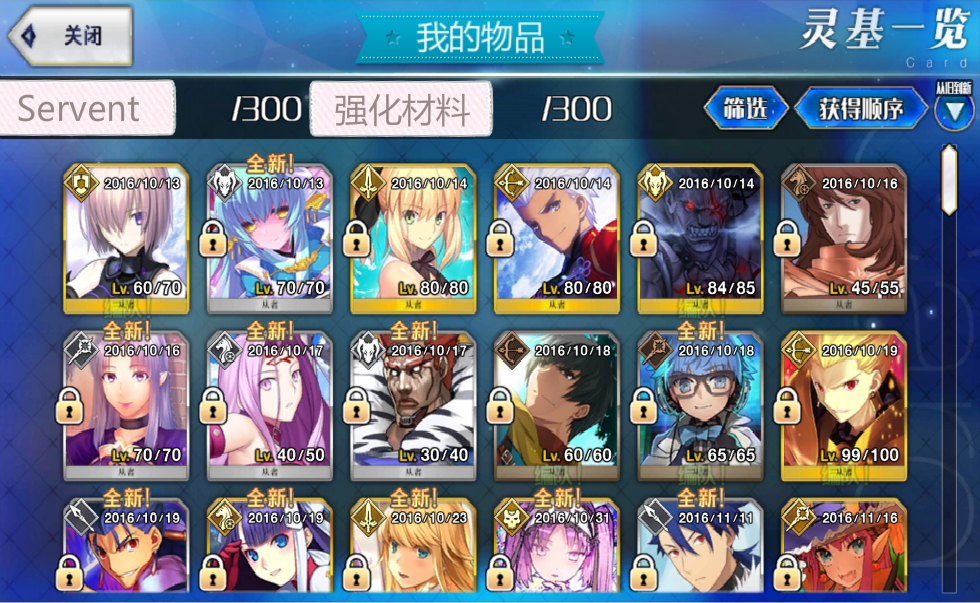 关闭
我的物品
灵基一览
Card
Servent
/300
强化材料
/300
筛选
获得顺序
从旧到新
2016/10/13
全新!
2016/10/13
2016/10/14
2016/10/14
2016/10/14
2016/10/16
Lv. 60/70
Lv. 70/70
Lv. 80/80
Lv. 80/80
Lv. 84/85
Lv. 45/55
从者
从者
从者
从者
从者
从者
全新!
2016/10/16
全新!
2016/10/17
全新!
2016/10/17
2016/10/18
全新!
2016/10/18
2016/10/19
Lv. 70/70
Lv. 40/50
Lv. 30/40
Lv. 60/60
Lv. 65/65
Lv. 99/100
从者
从者
从者
从者
从者
从者
全新!
2016/10/19
全新!
2016/10/19
全新!
2016/10/23
全新!
2016/10/31
全新!
2016/11/11
2016/11/16